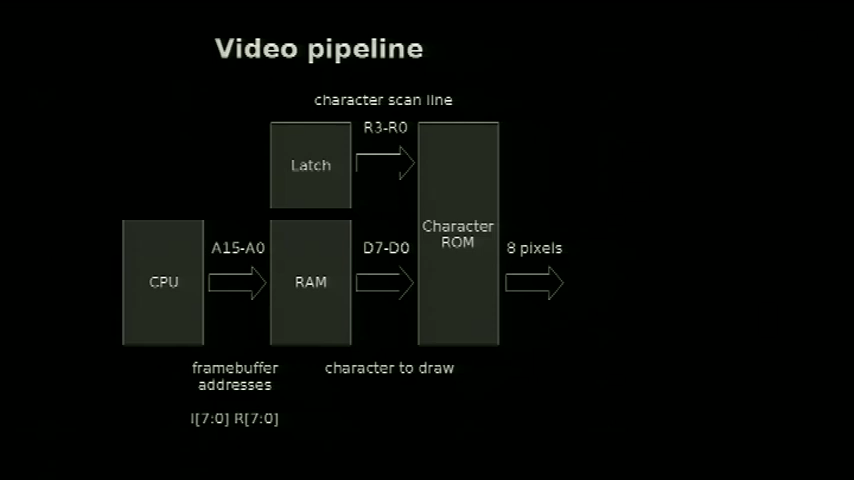 Video pipeline
character scan line
R3-R0
Latch
Character
ROM
A15-A0
D7-D0
8 pixels
CPU
RAM
framebuffer
addresses
character to draw
I[7:0] R[7:0]